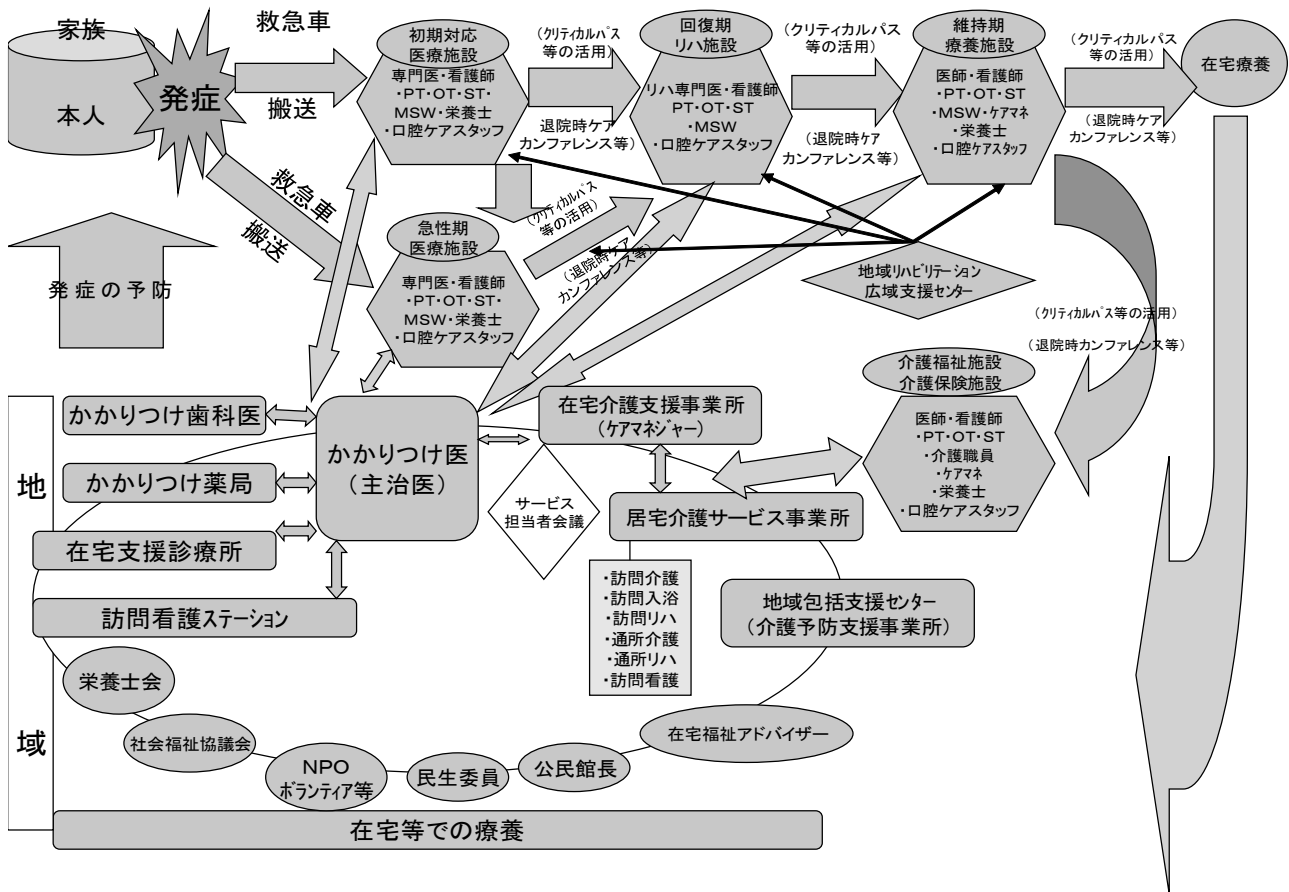 家族
本人
発症
救急車
搬送
初期対応
医療施設
専門医・看護師
・PT・OT・ST・
MSW・栄養士
・口腔ケアスタッフ
(クリティカルパス
等の活用)
退院時ケア
カンファレンス等)
回復期
リハ施設
リハ専門医・看護師
PT・OT・ST
・MSW
・口腔ケアスタッフ
(クリティカルパス
等の活用)
(退院時ケア
カンファレンス等)
維持期
療養施設
医師・看護師
・PT・OT・ST
・MSW・ケアマネ
・栄養士
・口腔ケアスタッフ
(クリティカルパス
等の活用)
(退院時ケア
カンファレンス等)
在宅療養
救急車
搬送
発症の予防
急性期
医療施設
専門医・看護師
・PT・OT・ST・
MSW・栄養士
・口腔ケアスタッフ
(クリティカルパス
等の活用)
(退院時ケア
カンファレンス等)
地域リハビリテーション
広域支援センター
(クリティカルパス等の活用)
(退院時カンファレンス等)
介護福祉施設
介護保険施設
医師・看護師
・PT・OT・ST
・介護職員
・ケアマネ
・栄養士
・口腔ケアスタッフ
地
域
かかりつけ歯科医
かかりつけ薬局
在宅支援診療所
訪問看護ステーション
かかりつけ医
(主治医)
在宅介護支援事業所
(ケアマネジャー)
サービス
担当者会議
居宅介護サービス事業所
・訪問介護
・訪問入浴
・訪問リハ
・通所介護
・通所リハ
・訪問看護
地域包括支援センター
(介護予防支援事業所)
栄養士会
社会福祉協議会
NPO
ボランティア等
民生委員
公民館長
在宅福祉アドバイザー
在宅等での療養